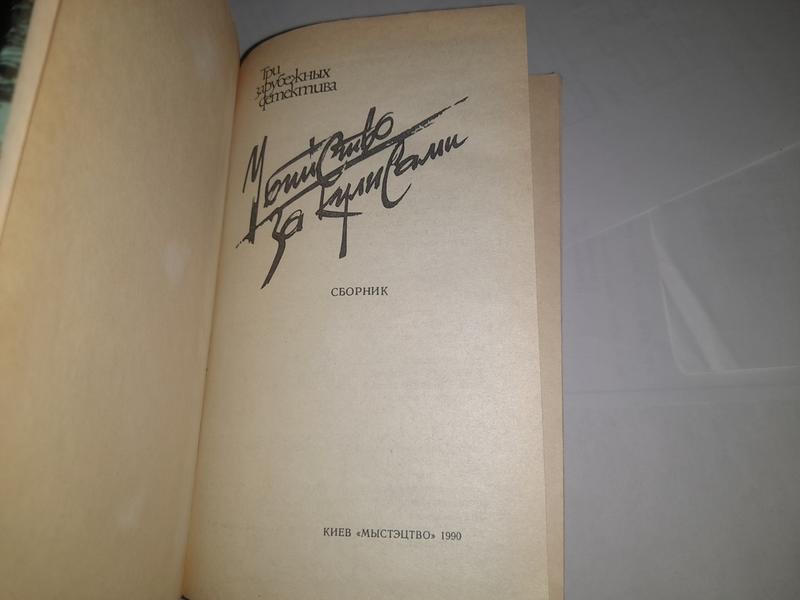 Три
зарубежных
детектива
Убийство
за кулисами
СБОРНИК
КИЕВ «МЫСТЭЦТВО» 1990